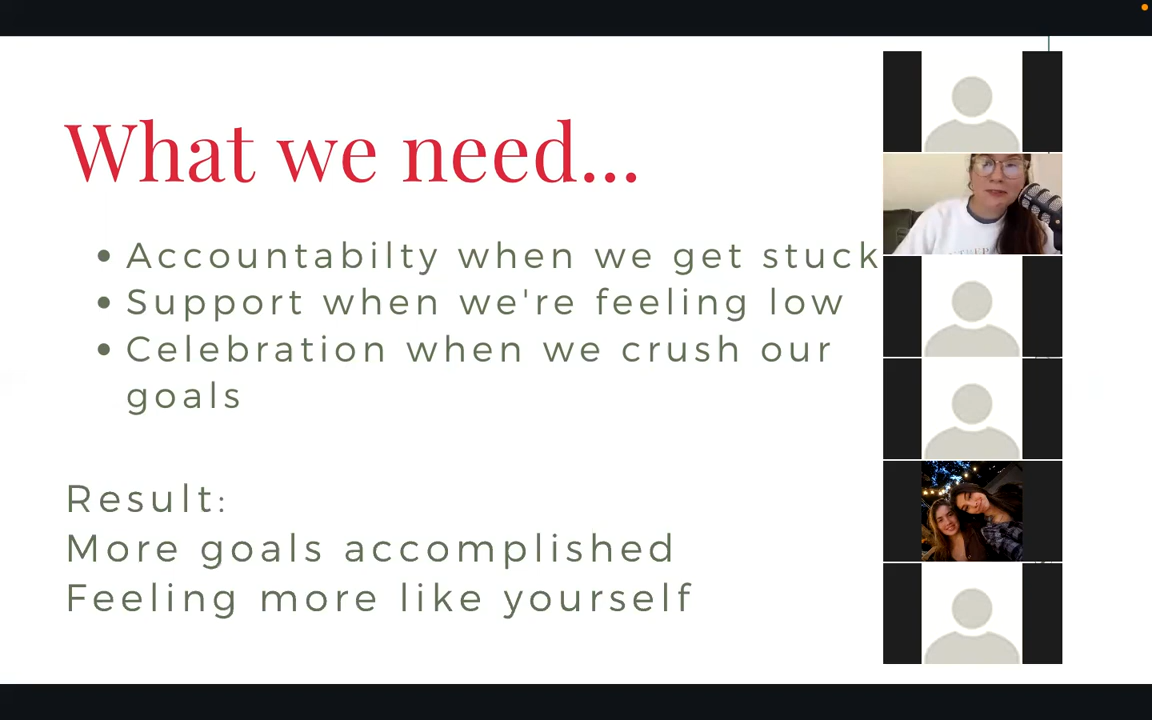 What we need...
Accountabilty when we get stuck
Support when we're feeling low
Celebration when we crush our
goals
Result:
More goals accomplished
Feeling more like yourself